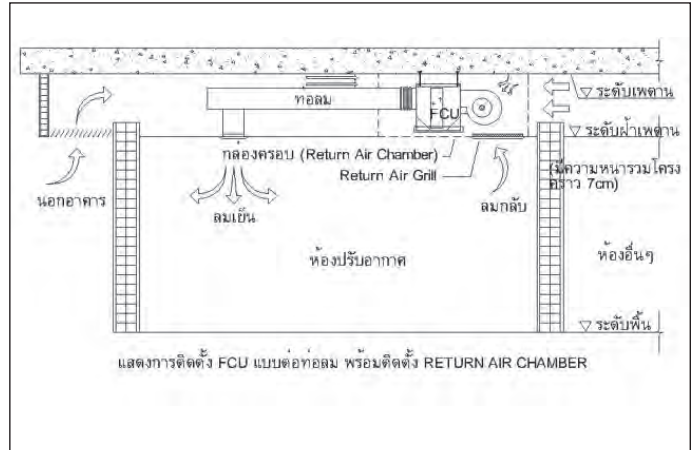 ระดับเพดาน
ท่อลม
FCU
ระดับฝ้าเพดาน
กล่องครอบ (Return Air Chamber)
Return Air Grill
(มีความหนารวมโครง
คร่าว 7cm)
นอกอาคาร
ลมเย็น
ลมกลับ
ห้องปรับอากาศ
ห้องอื่นๆ
ระดับพื้น
แสดงการติดตั้ง FCU แบบต่อท่อลม พร้อมติดตั้ง RETURN AIR CHAMBER